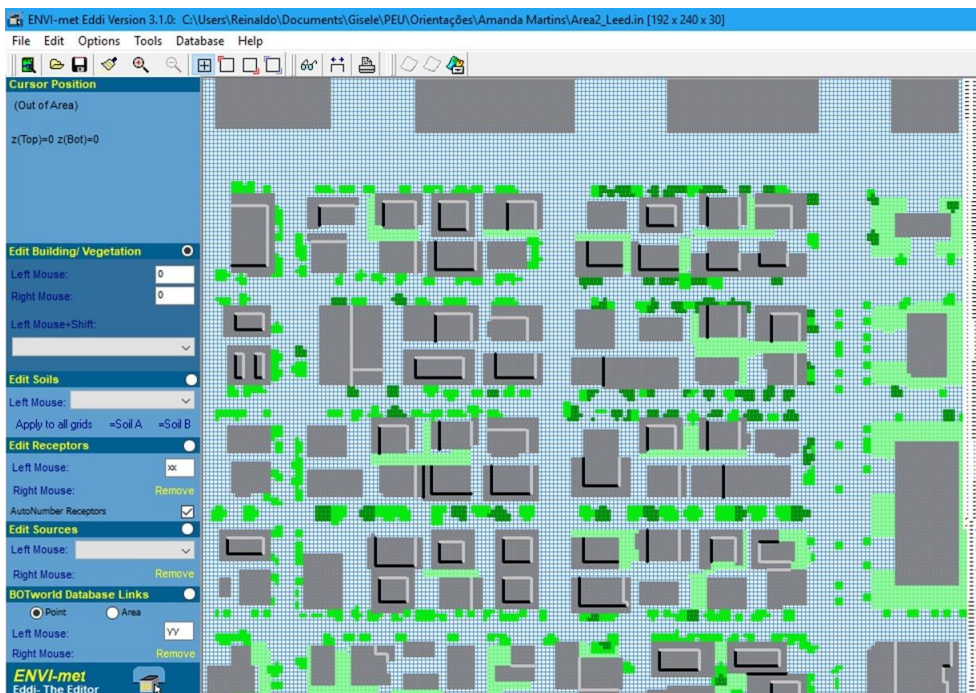 ENVI-met Eddi Version 3.1.0: C:\Users\Reinaldo\Documents\Gisele\PEU\Orientações\Amanda Martins\Area2_Leed.in [192 x 240 x 30]
File Edit Options Tools Database Help
Cursor Position
(Out of Area)
z(Top)=0 z(Bot)=0
Edit Building/ Vegetation
Left Mouse: 0
Right Mouse: 0
Left Mouse+Shift:
Edit Soils
Left Mouse:
Apply to all grids =Soil A =Soil B
Edit Receptors
Left Mouse: xx
Right Mouse: Remove
AutoNumber Receptors
Edit Sources
Left Mouse:
Right Mouse: Remove
BOTworld Database Links
Point Area
Left Mouse: YY
Right Mouse: Remove
ENVI-met
Eddi- The Editor